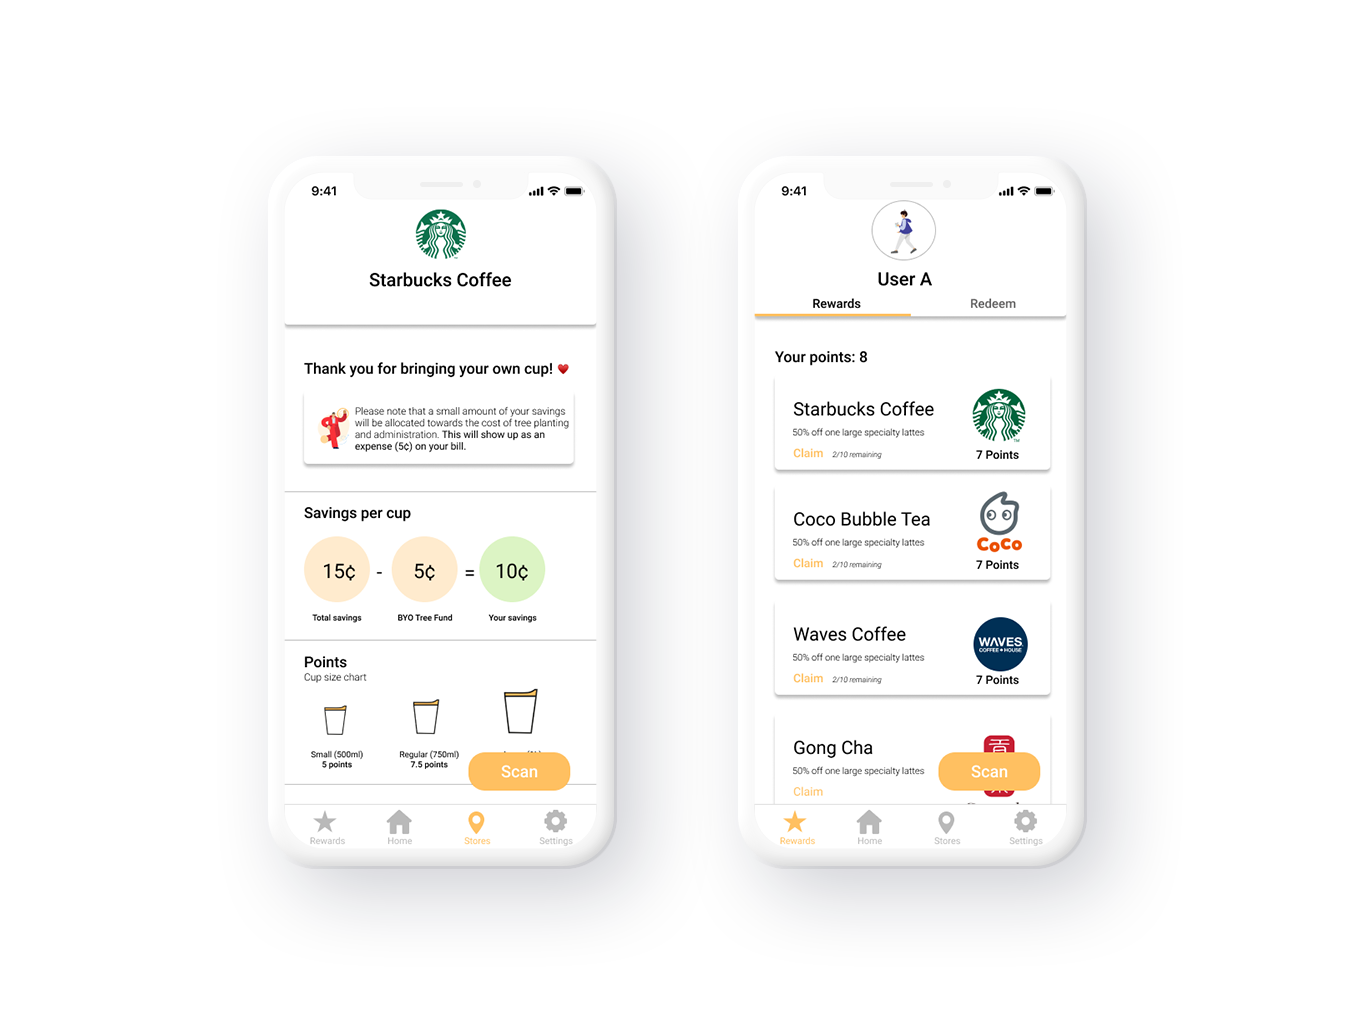 9:41
Starbucks Coffee
Thank you for bringing your own cup!
Please note that a small amount of your savings
will be allocated towards the cost of tree planting
and administration. This will show up as an
expense (5¢) on your bill.
Savings per cup
15¢ - 5¢ = 10¢
Total savings
BYO Tree Fund
Your savings
Points
Cup size chart
Small (500ml)
5 points
Regular (750ml)
7.5 points
Scan
Rewards
Home
Stores
Settings
9:41
User A
Rewards
Redeem
Your points: 8
Starbucks Coffee
50% off one large specialty lattes
Claim 2/10 remaining
TM
7 Points
Coco Bubble Tea
50% off one large specialty lattes
Claim 2/10 remaining
CoCo
7 Points
Waves Coffee
50% off one large specialty lattes
Claim 2/10 remaining
WAVES
COFFEE HOUSE
7 Points
Gong Cha
50% off one large specialty lattes
Claim
貢
Scan
Rewards
Home
Stores
Settings